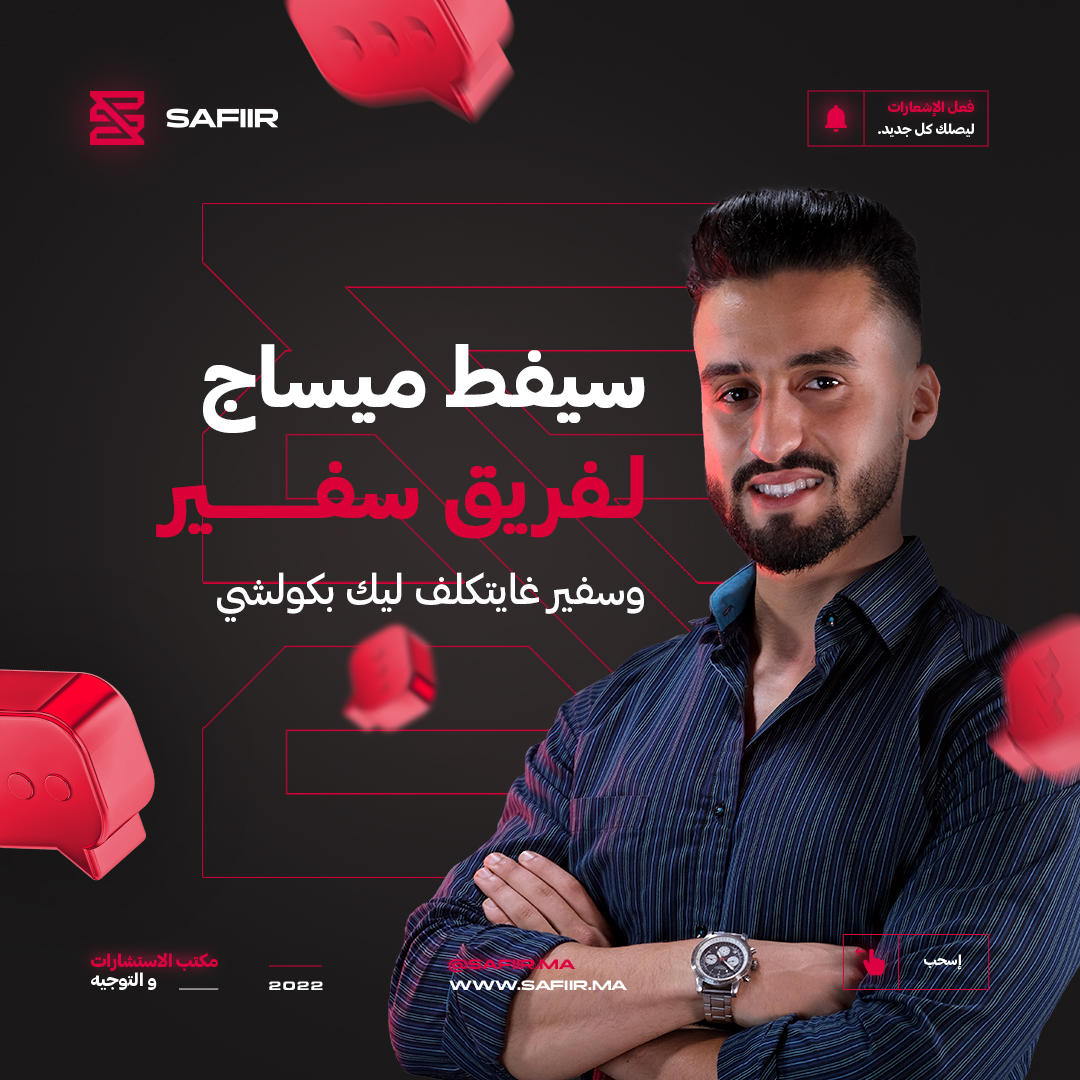 SAFIIR
فعل الإشعارات
ليصلك كل جديد.
سيفط ميساج
لفريق سفـــــير
وسفير غايتكلف ليك بكولشي
مكتب الاستشارات
و التوجيه
2022
@SAFIIR.MA
WWW.SAFIIR.MA
إسحب